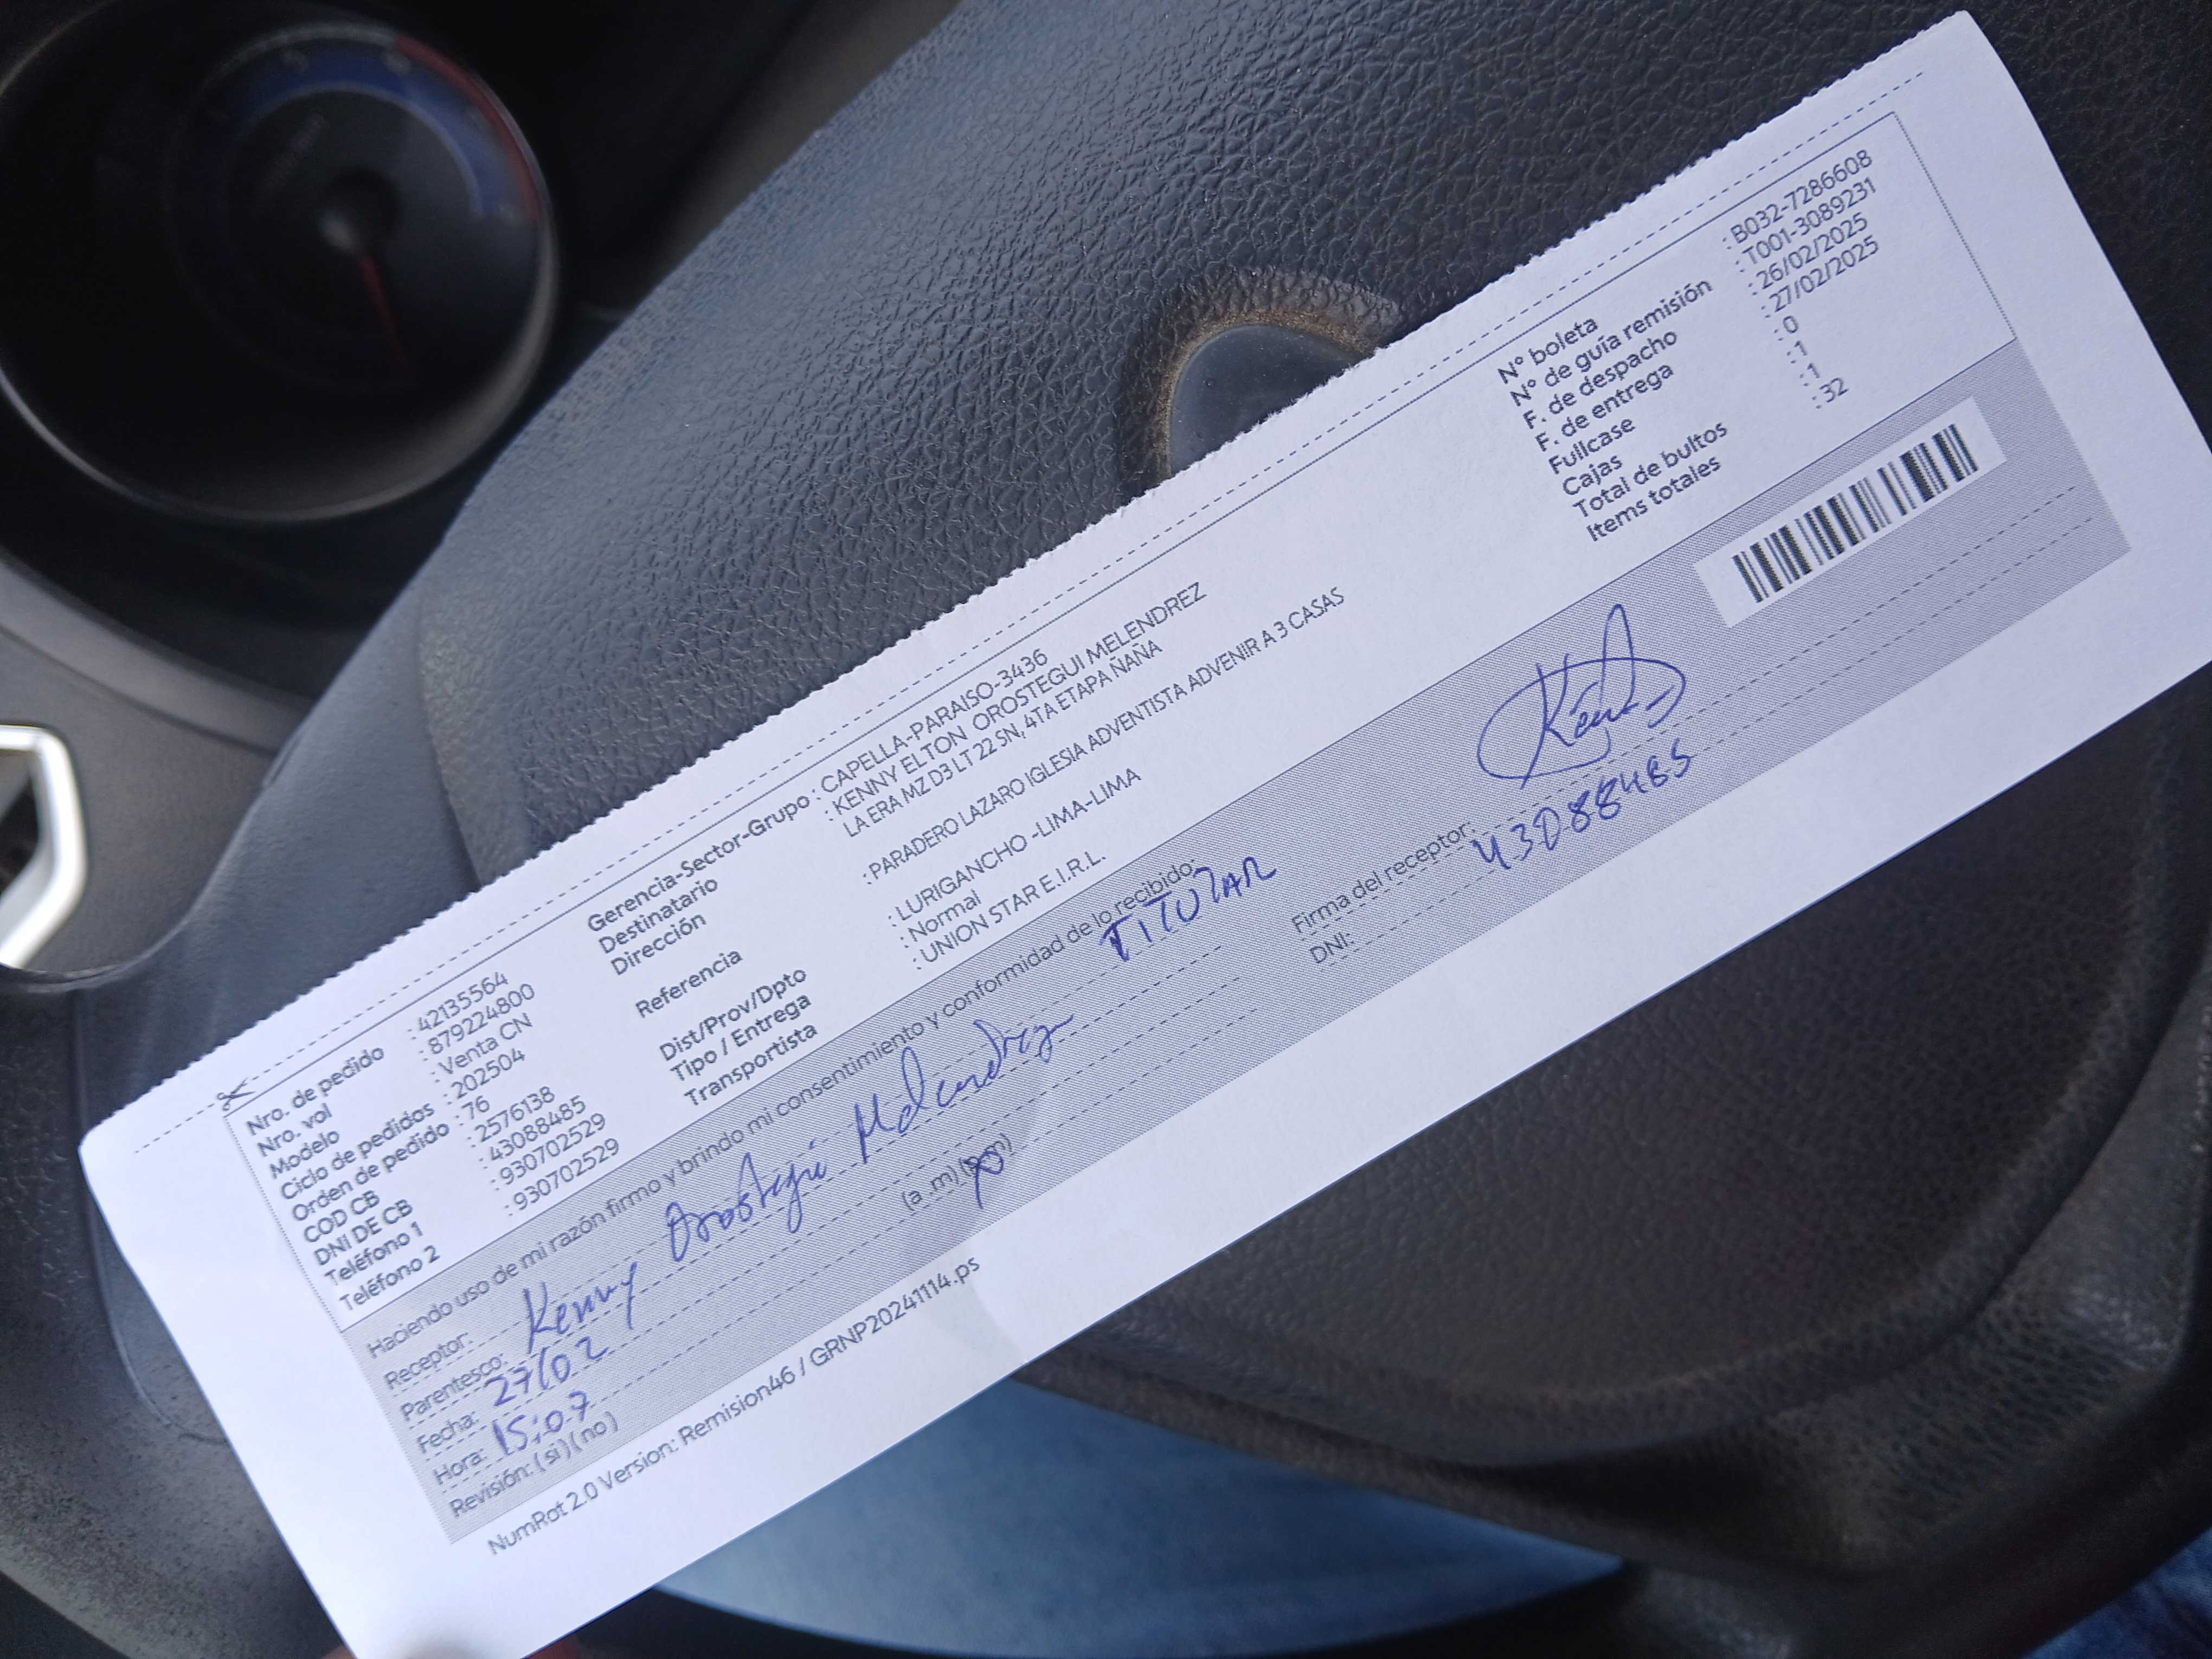 Nro. de pedido : 42135564
Nro. vol : 879224800
Modelo : Venta CN
Ciclo de pedidos : 202504
Orden de pedido : 76
COD CB : 2576138
DNI DE CB : 43088485
Teléfono 1 : 930702529
Teléfono 2 : 930702529
Gerencia-Sector-Grupo : CAPELLA-PARAISO-3436
Destinatario : KENNY ELTON OROSTEGUI MELENDREZ
Dirección LA ERA MZ D3 LT 22 SN, 4TA ETAPA ÑAÑA
Referencia : PARADERO LAZARO IGLESIA ADVENTISTA ADVENIR A 3 CASAS
Dist/Prov/Dpto : LURIGANCHO -LIMA-LIMA
Tipo / Entrega : Normal
Transportista : UNION STAR E.I.R.L.
N° boleta : B032-7286608
N° de guía remisión : T001-3089231
F. de despacho : 26/02/2025
F. de entrega : 27/02/2025
Fullcase : 0
Cajas : 1
Total de bultos : 1
Items totales : 32
Haciendo uso de mi razón firmo y brindo mi consentimiento y conformidad de lo recibido:
Receptor: Kenny Orostegui Melendrez TITULAR
Parentesco:
Fecha: 27/02
Hora: 15:07 (a .m) (p.m)
Revisión: ( si ) ( no )
Firma del receptor:
DNI: 43088485
NumRot 2.0 Version: Remision46 / GRNP20241114.ps